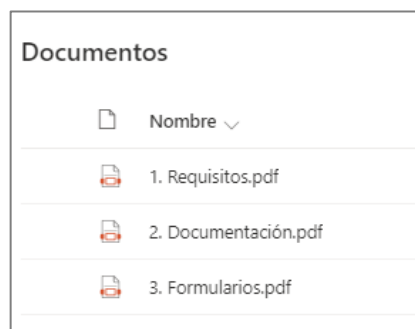 Documentos
Nombre
1. Requisitos.pdf
2. Documentación.pdf
3. Formularios.pdf